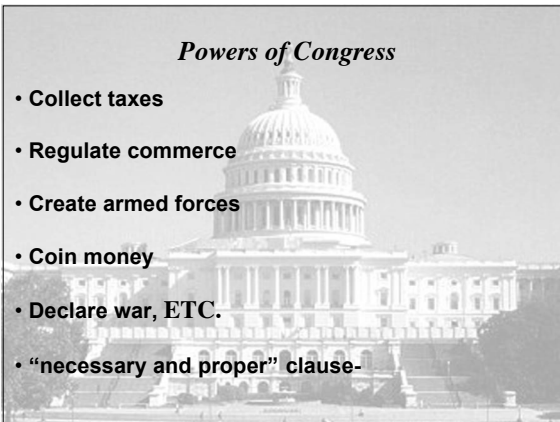 Powers of Congress
• Collect taxes
• Regulate commerce
• Create armed forces
• Coin money
• Declare war, ETC.
• “necessary and proper” clause-